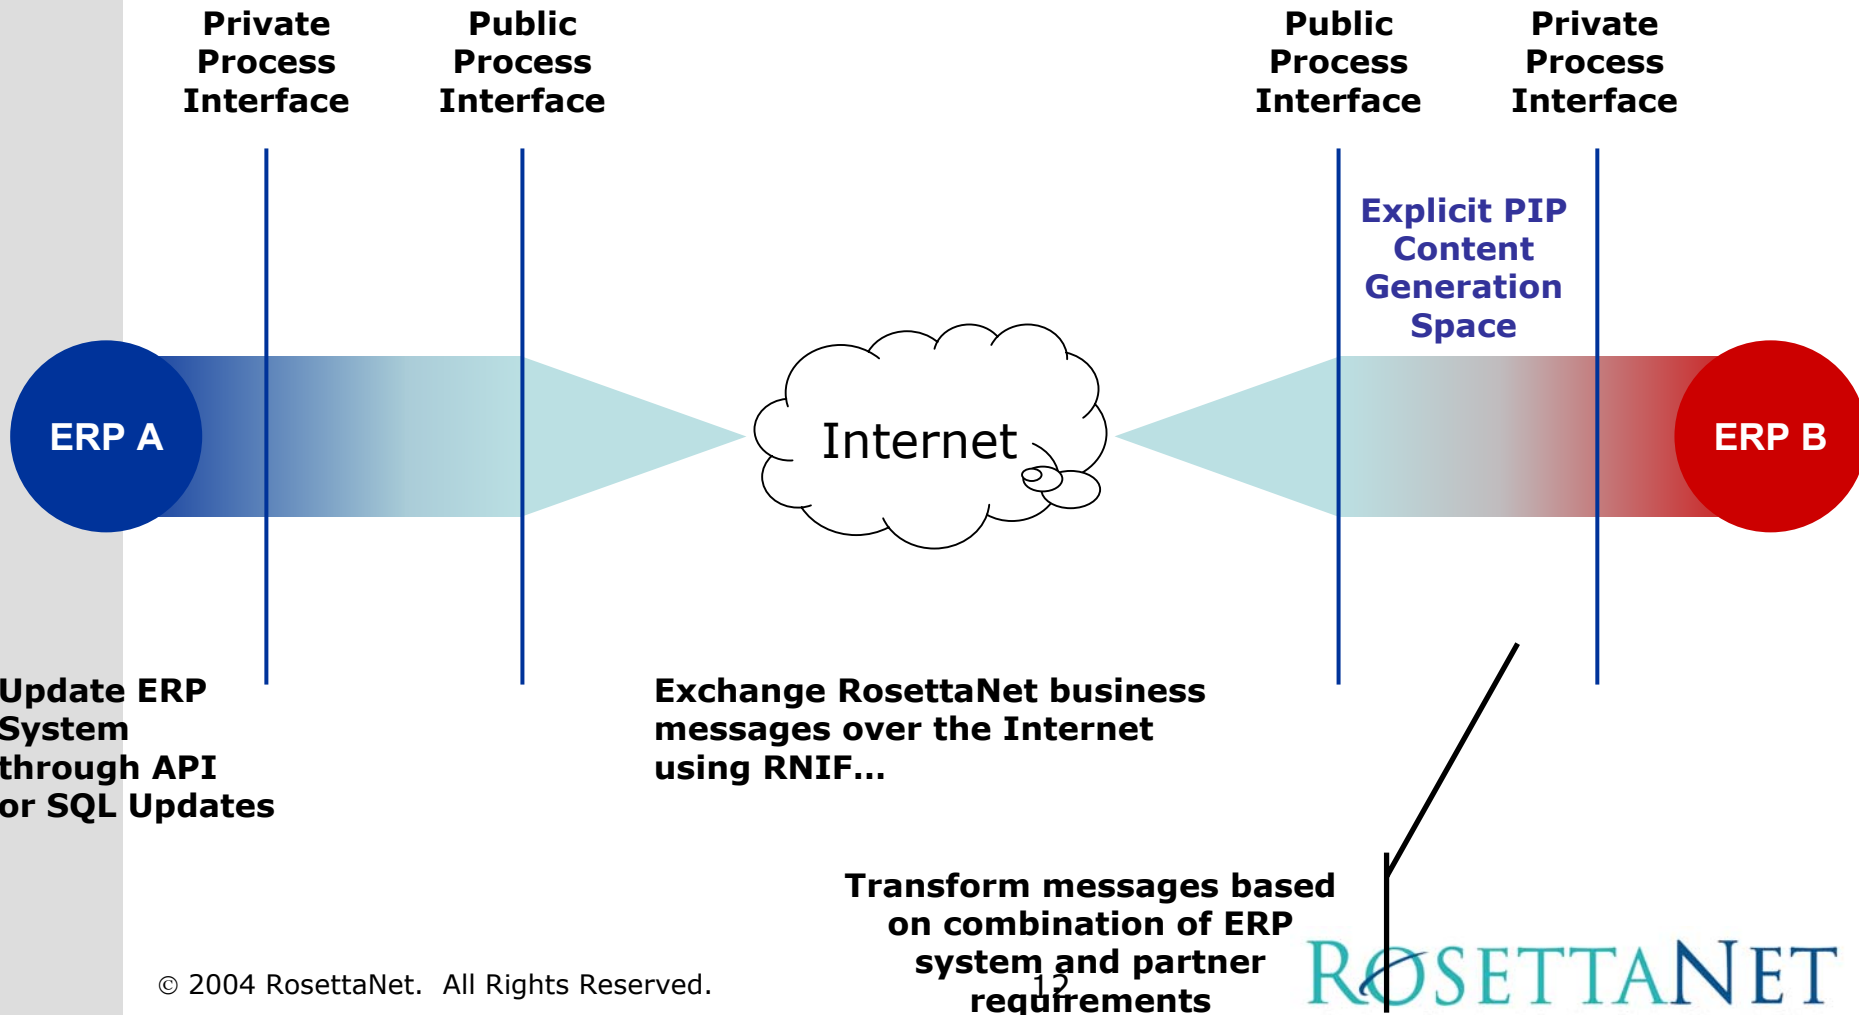 Private
Process
Interface
Public
Process
Interface
Public
Process
Interface
Private
Process
Interface
Explicit PIP
Content
Generation
Space
ERP A
Internet
ERP B
Update ERP
System
through API
or SQL Updates
Exchange RosettaNet business
messages over the Internet
using RNIF…
Transform messages based
on combination of ERP
system and partner
requirements
© 2004 RosettaNet.  All Rights Reserved.
12
ROSETTANET